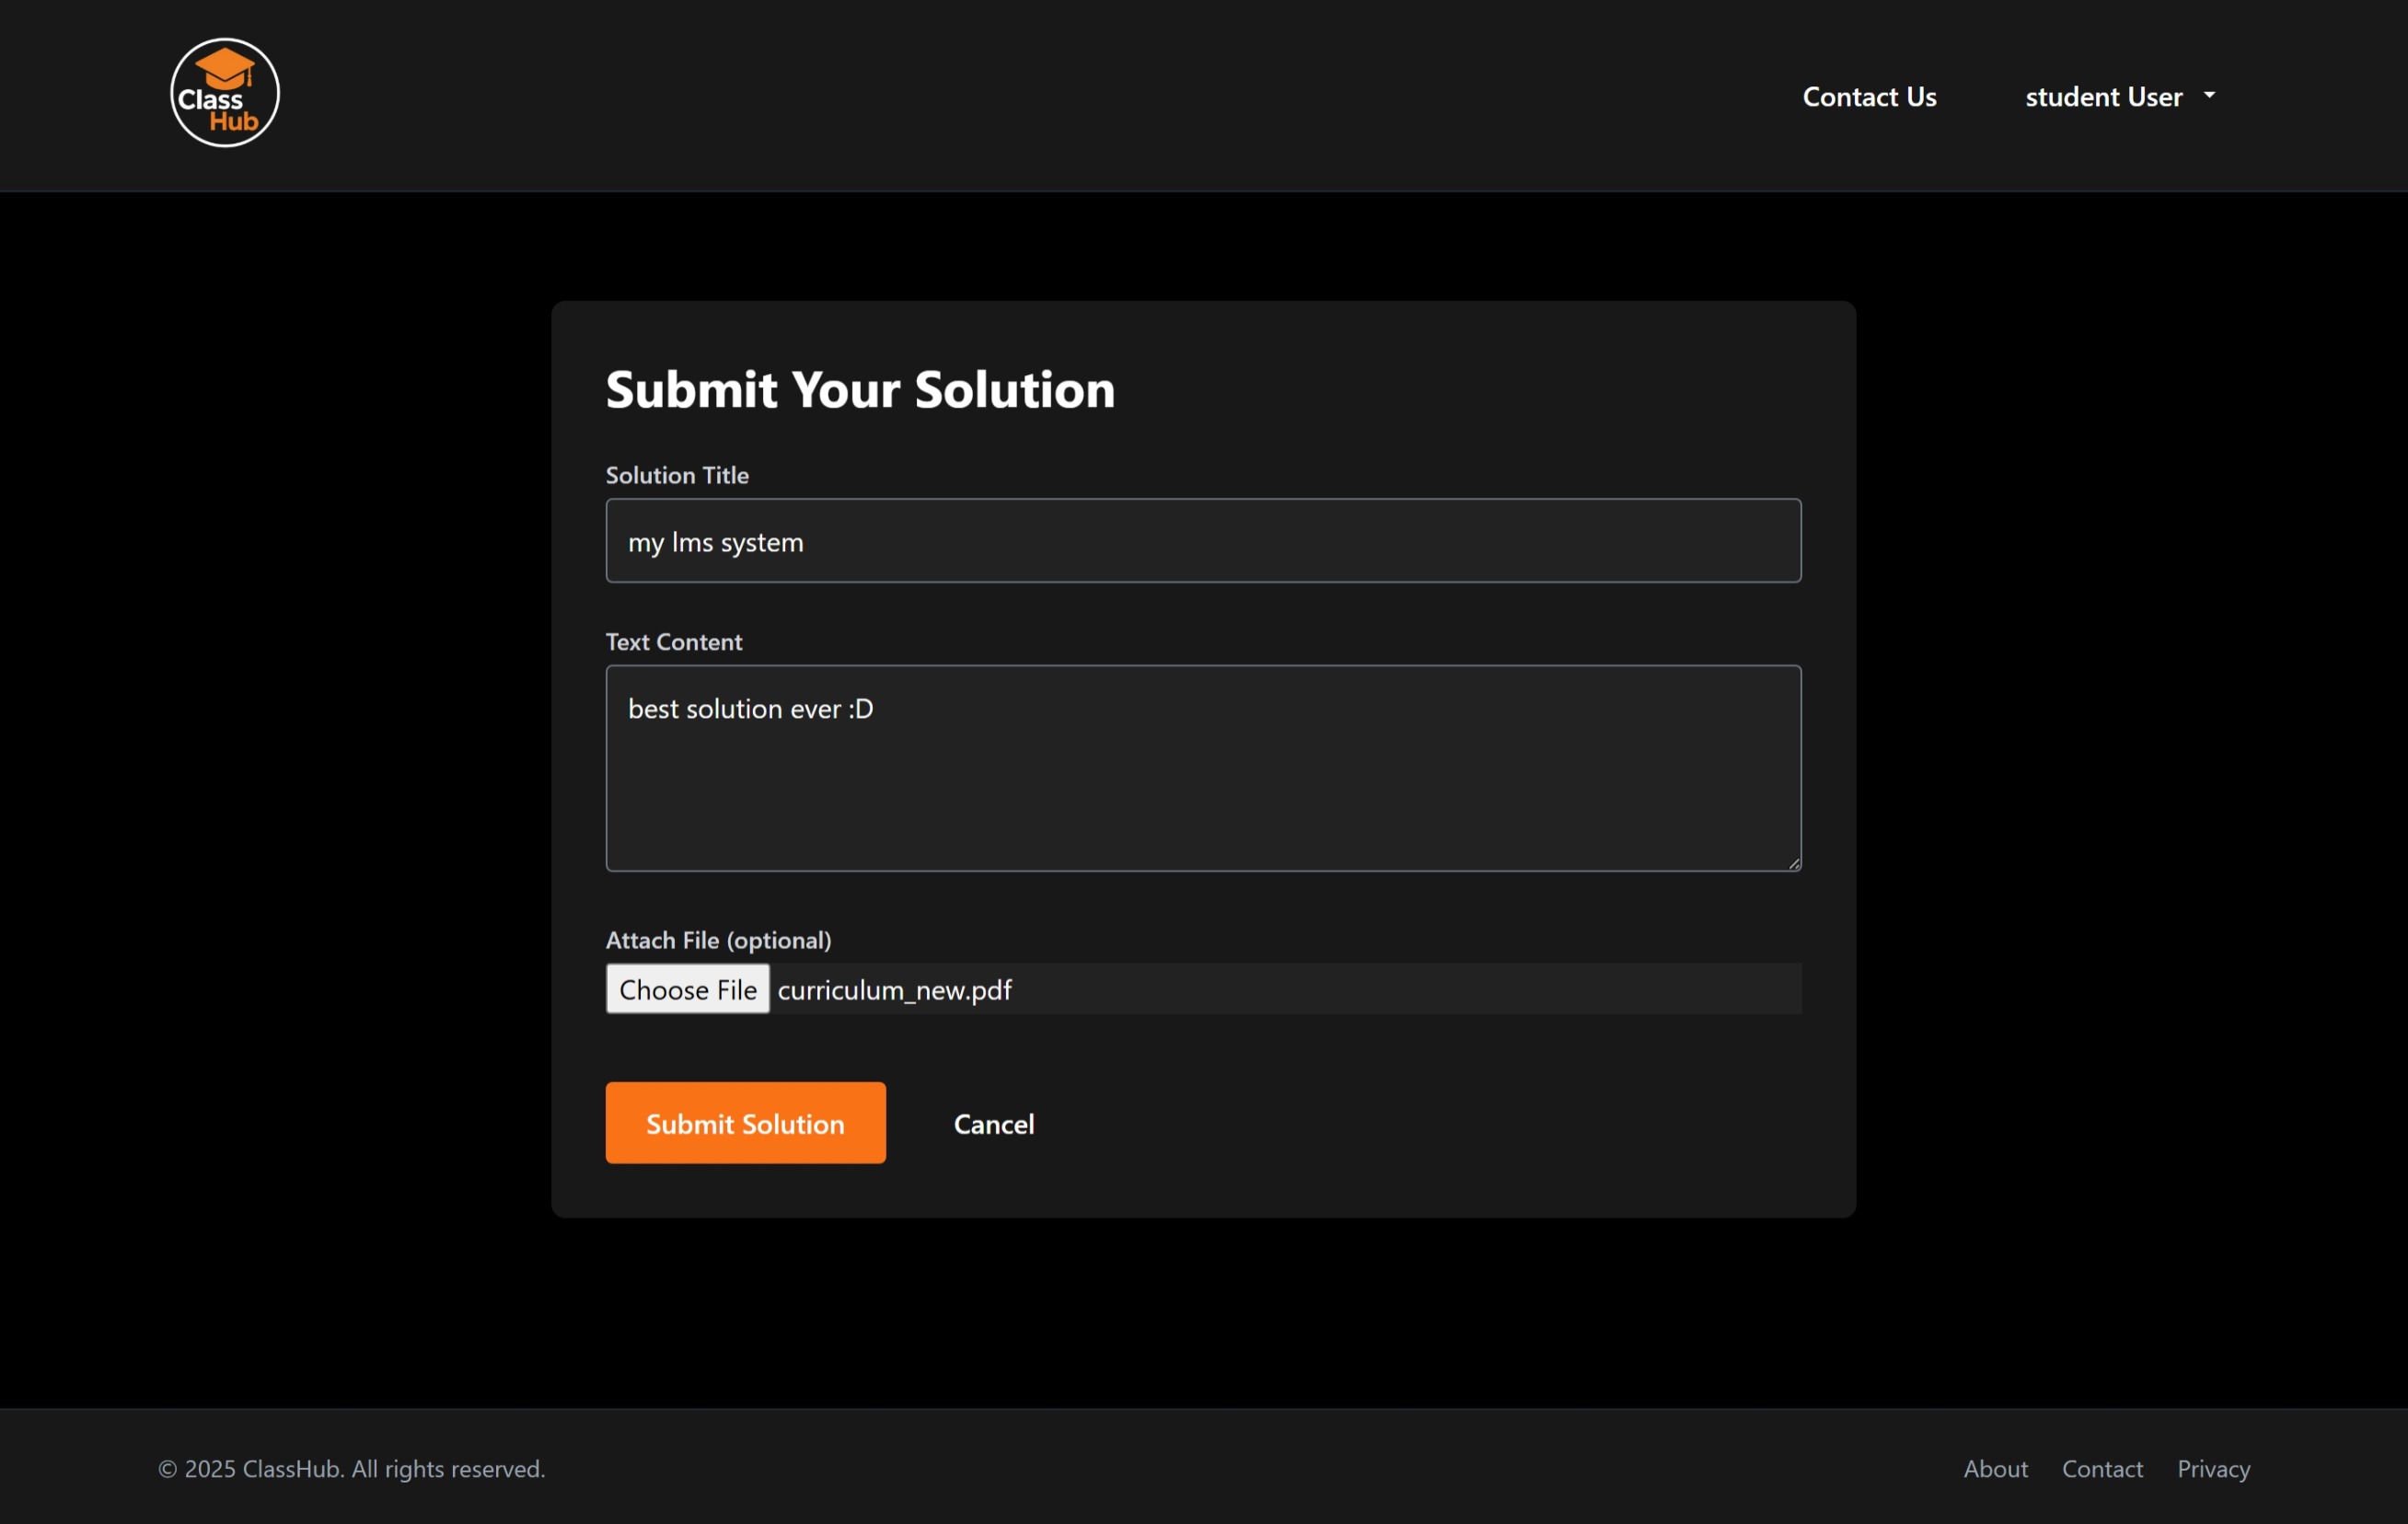 Class
Hub
Contact Us
student User
Submit Your Solution
Solution Title
my lms system
Text Content
best solution ever :D
Attach File (optional)
Choose File curriculum_new.pdf
Submit Solution
Cancel
© 2025 ClassHub. All rights reserved.
About
Contact
Privacy